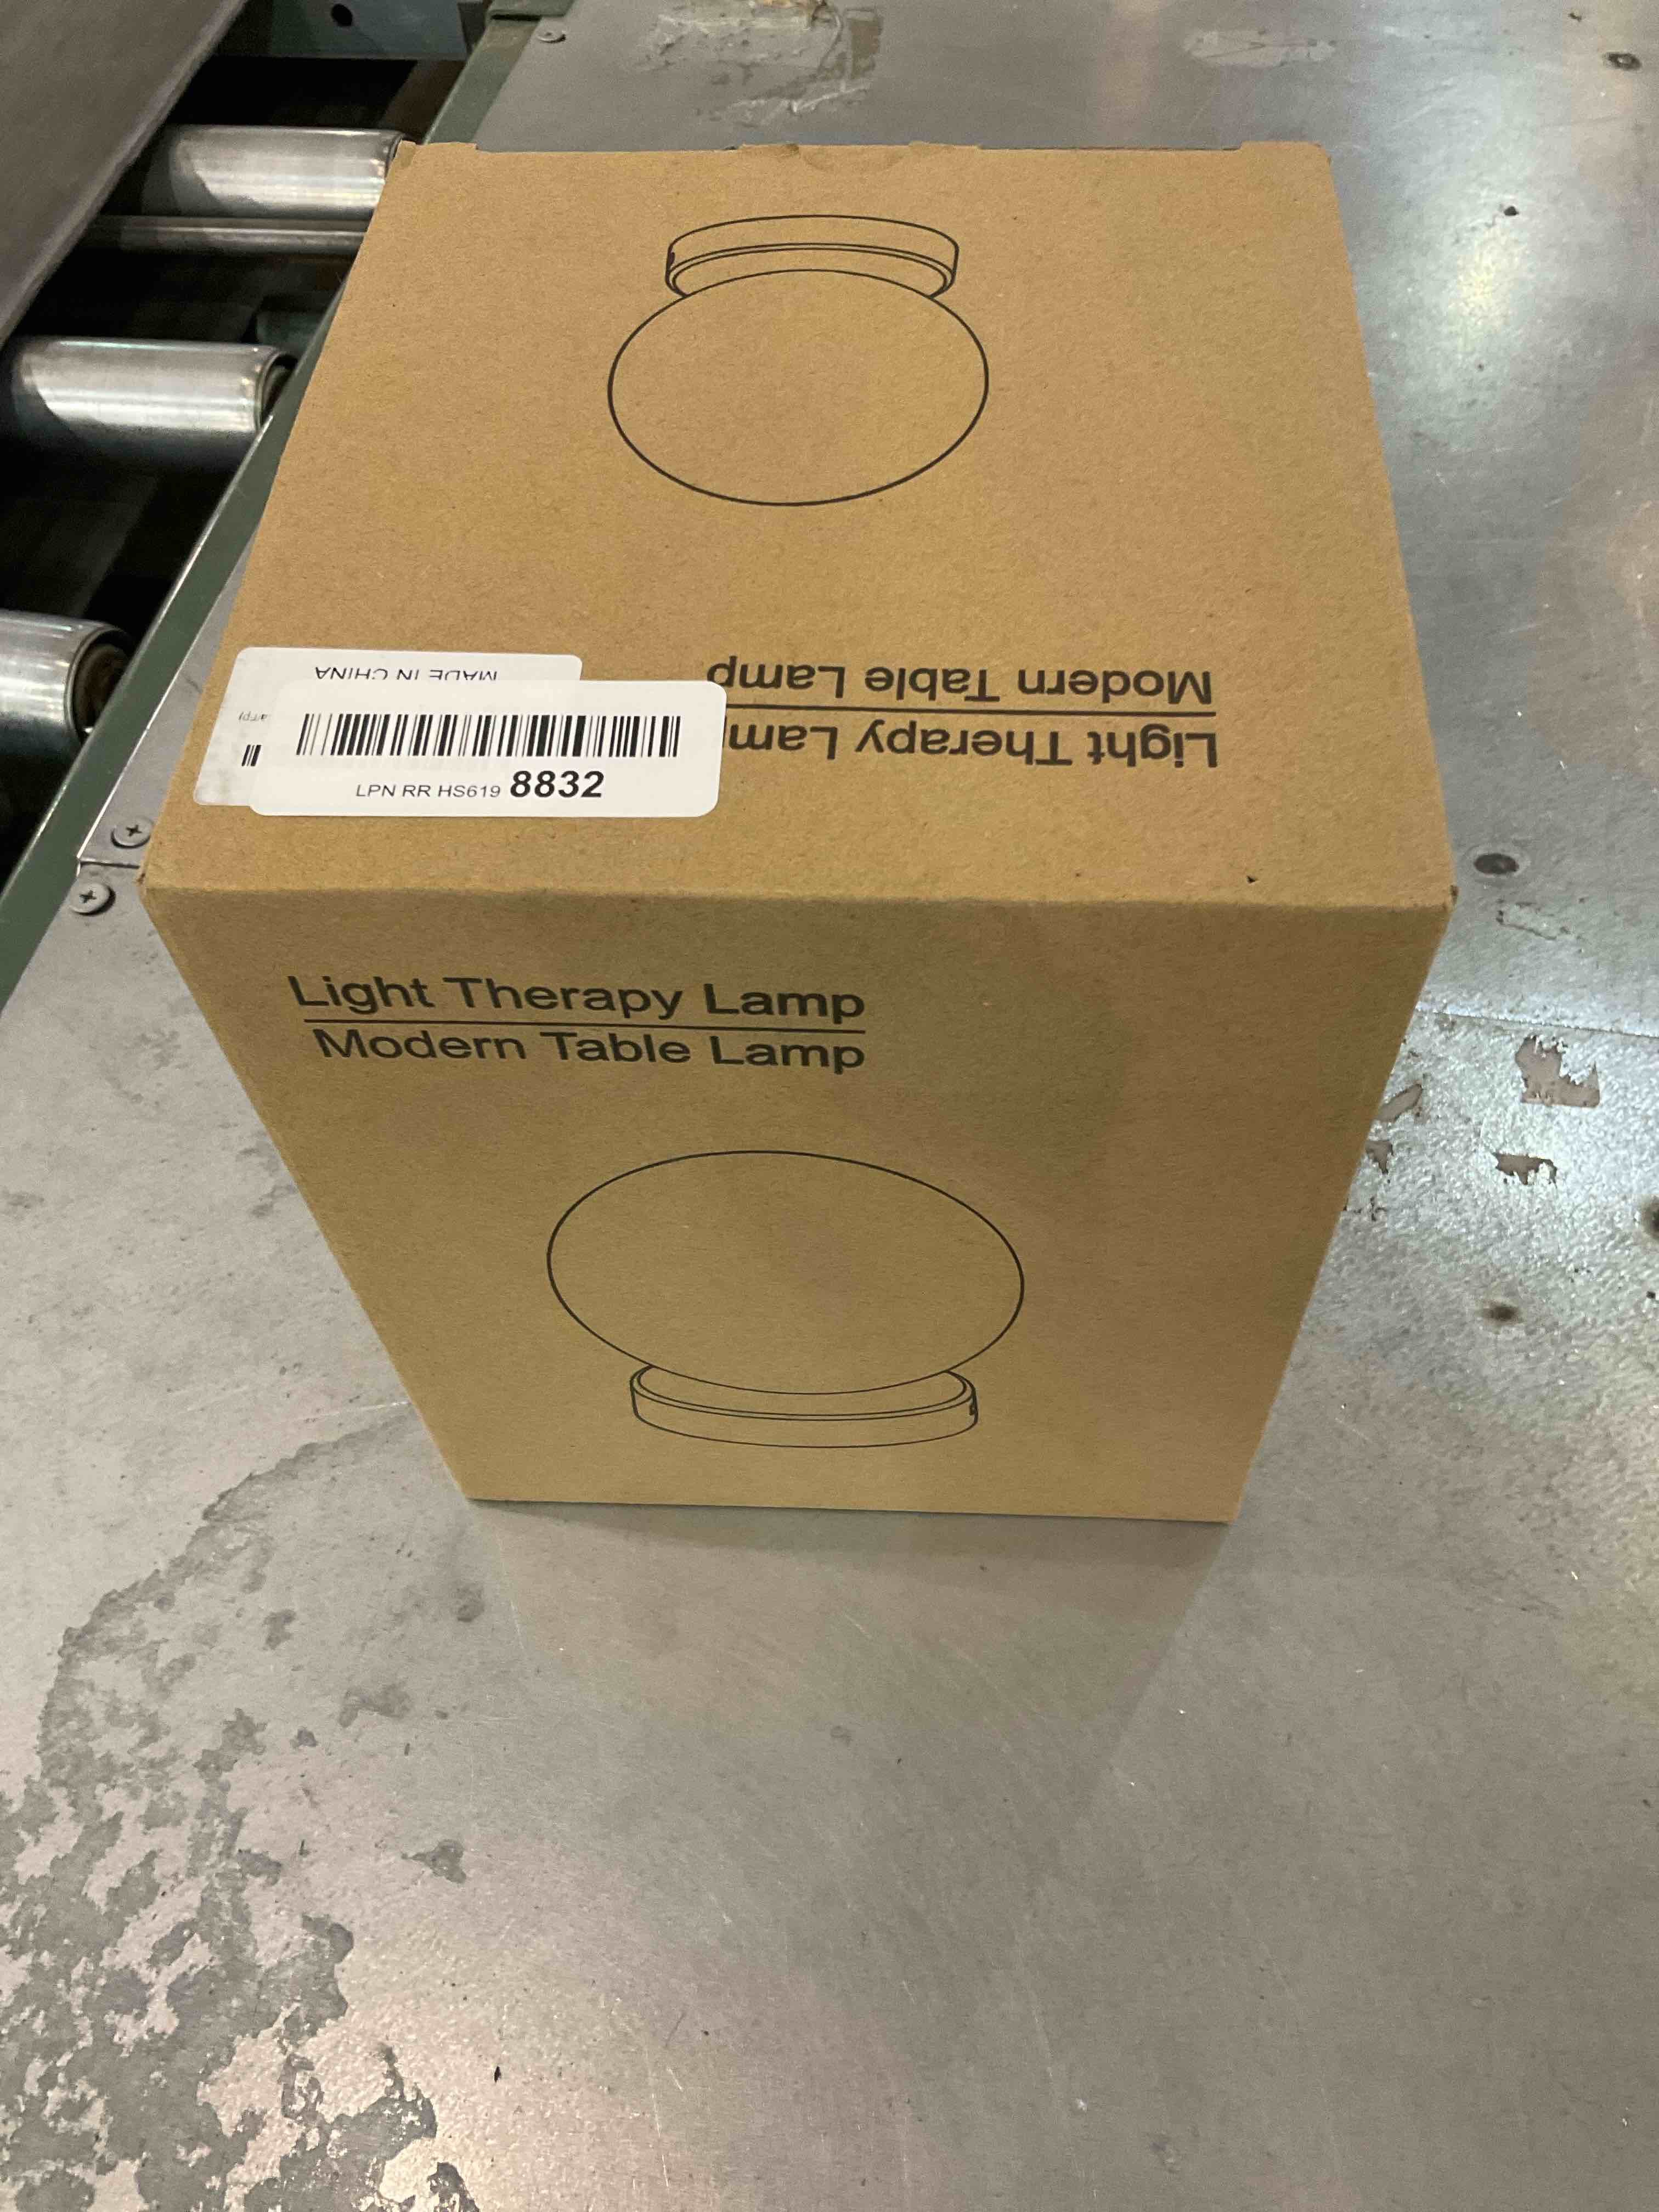 MADE IN CHINA
LPN RR HS619 8832
Light Therapy Lamp
Modern Table Lamp
Light Therapy Lamp
Modern Table Lamp